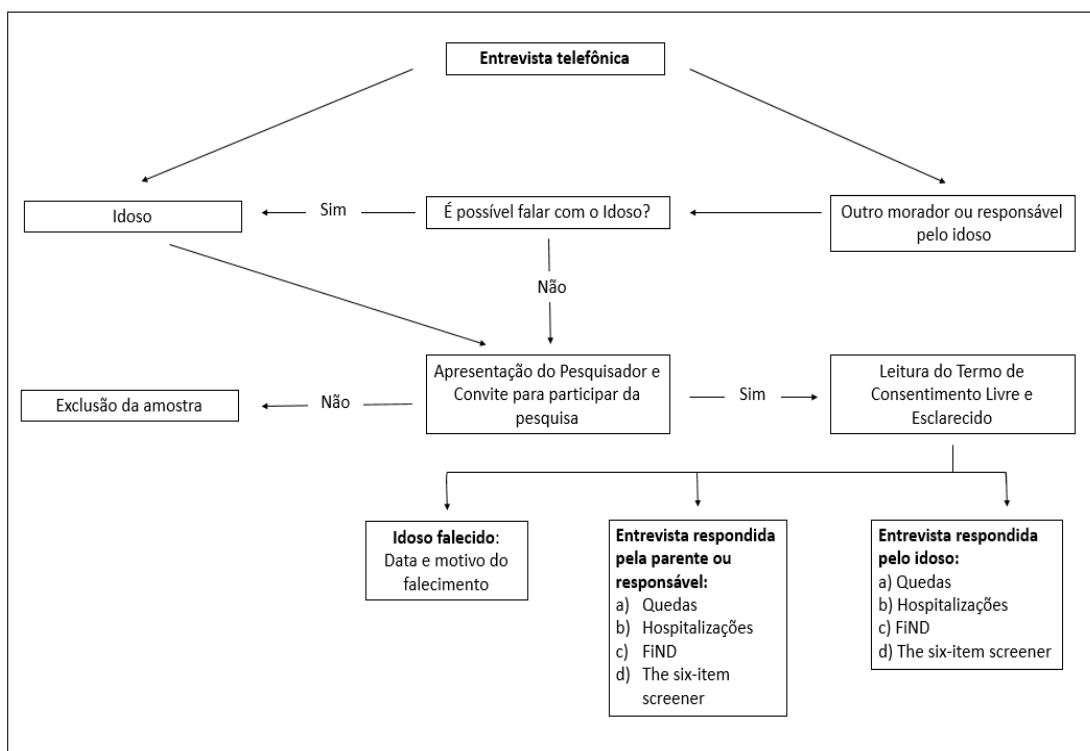 Entrevista telefônica
Idoso
Sim
É possível falar com o Idoso?
Outro morador ou responsável
pelo idoso
Não
Exclusão da amostra
Não
Apresentação do Pesquisador e
Convite para participar da
pesquisa
Sim
Leitura do Termo de
Consentimento Livre e
Esclarecido
Idoso falecido:
Data e motivo do
falecimento
Entrevista respondida
pela parente ou
responsável:
a) Quedas
b) Hospitalizações
c) FiND
d) The six-item
screener
Entrevista respondida
pelo idoso:
a) Quedas
b) Hospitalizações
c) FiND
d) The six-item screener